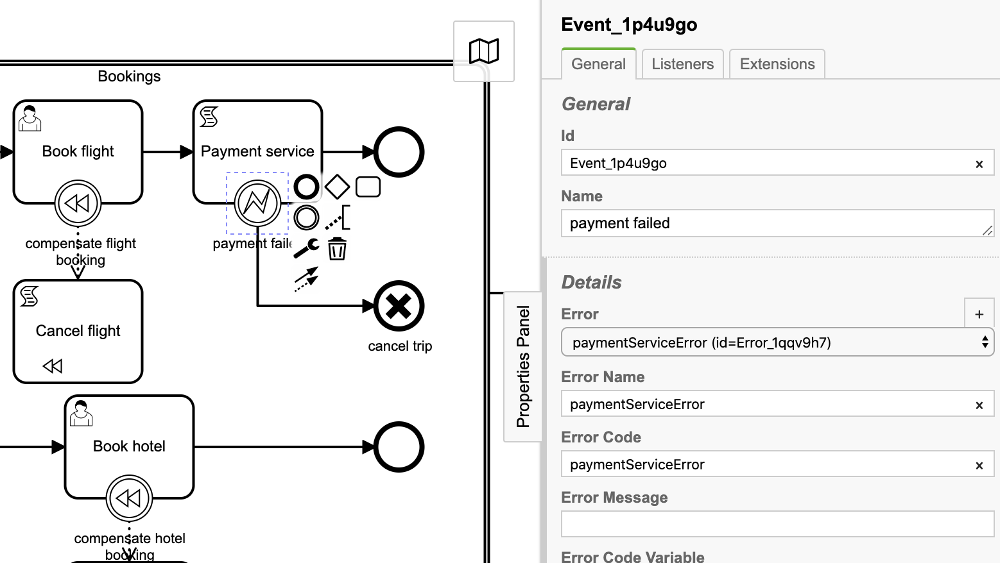 Bookings
Book flight
Payment service
compensate flight
booking
payment
Cancel flight
cancel trip
Book hotel
compensate hotel
booking
Properties Panel
Event_1p4u9go
General
Listeners
Extensions
General
Id
Event_1p4u9go
x
Name
payment failed
Details
Error
+
paymentServiceError (id=Error_1qqv9h7)
Error Name
paymentServiceError
x
Error Code
paymentServiceError
x
Error Message
Error Code Variable